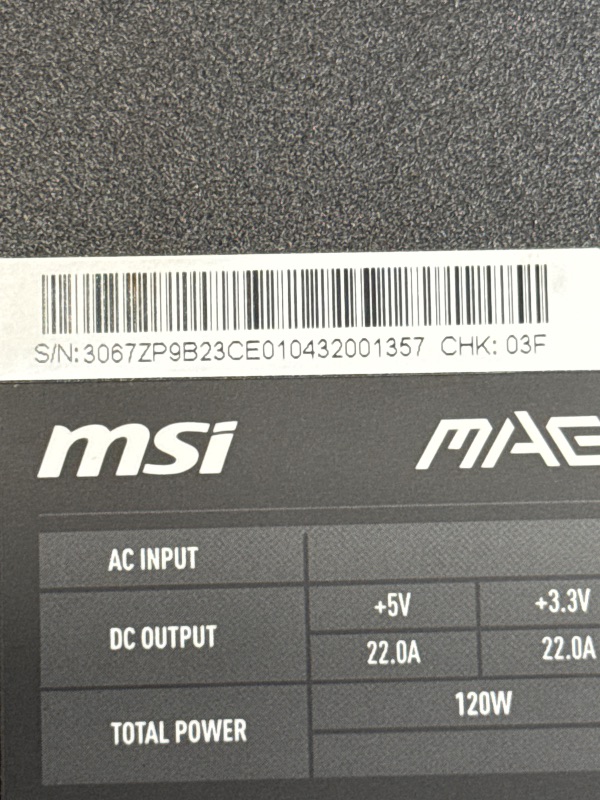 S/N: 3067ZP9B23CE010432001357 CHK: 03F
msi MAG
AC INPUT
+5V +3.3V
DC OUTPUT
22.0A 22.0A
120W
TOTAL POWER